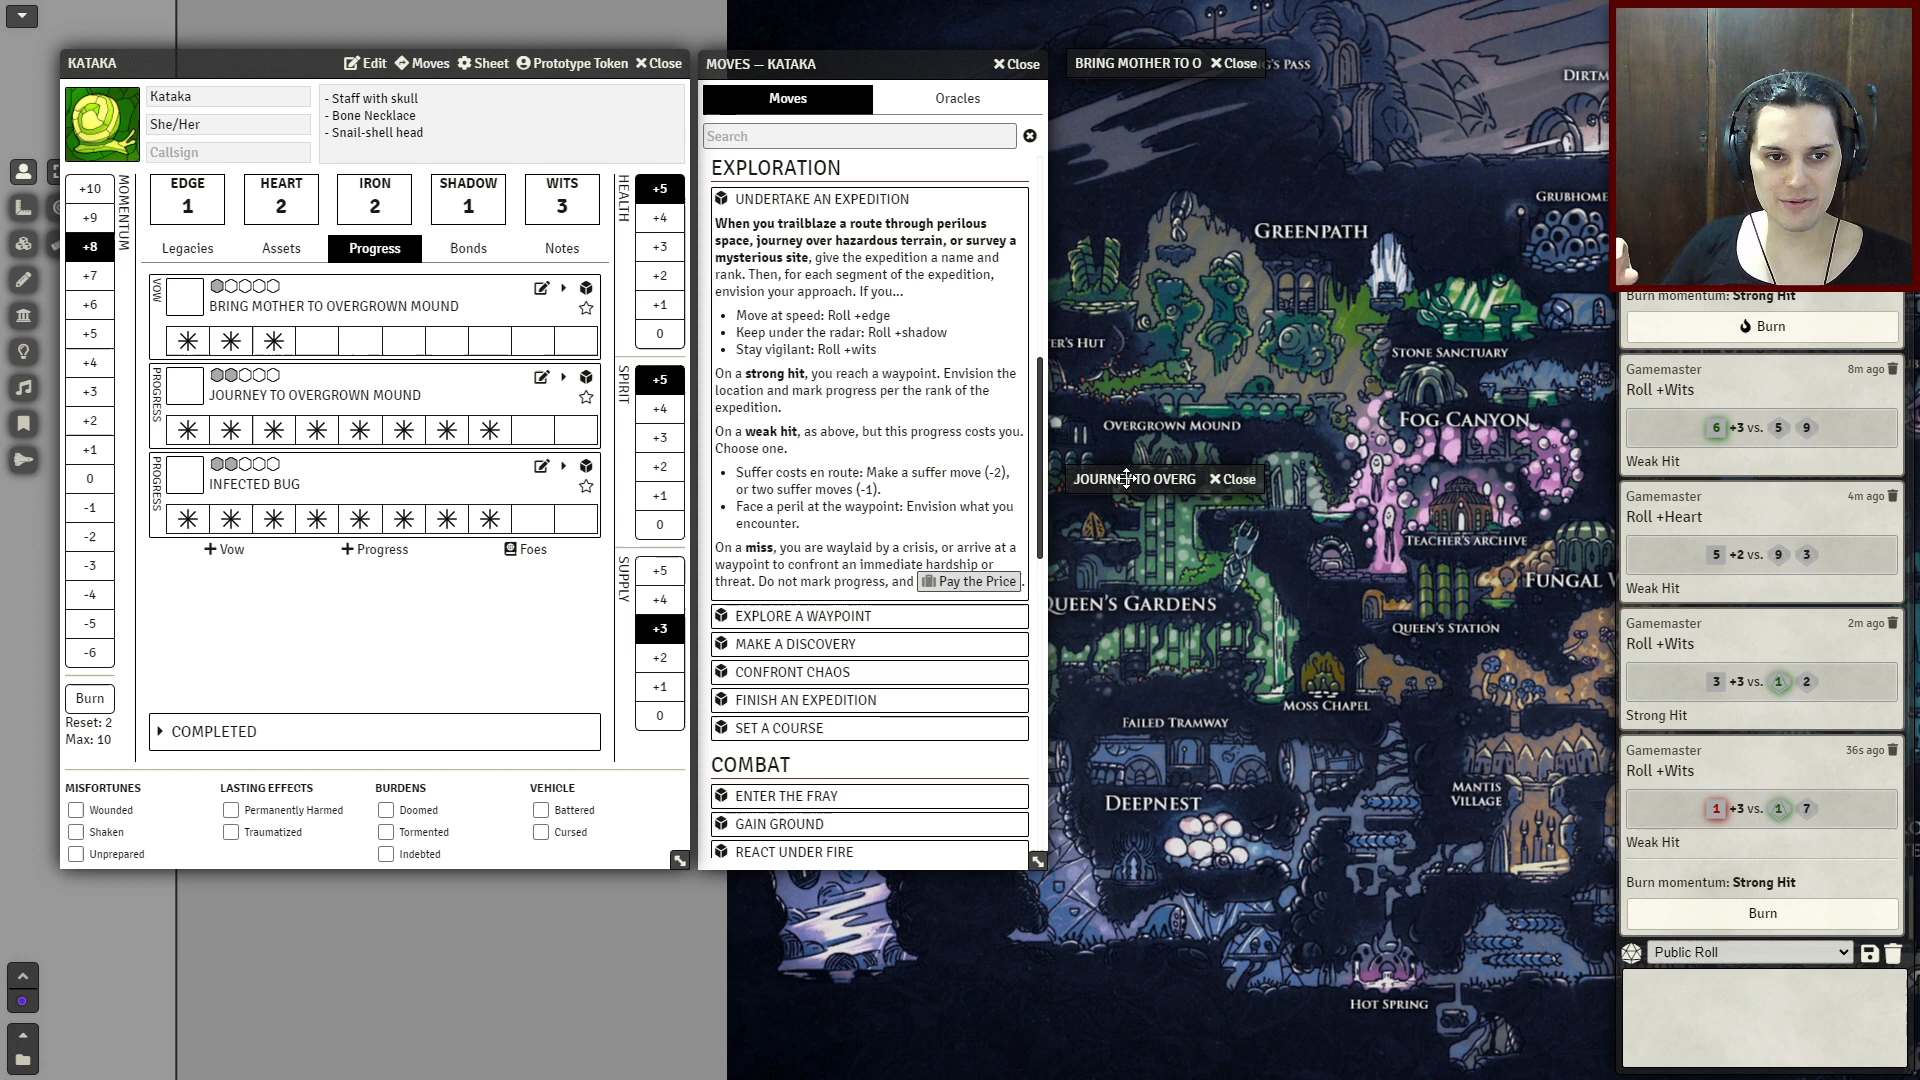 KATAKA
Edit
Moves
Sheet
Prototype Token
Close
Kataka
She/Her
Callsign
- Staff with skull
- Bone Necklace
- Snail-shell head
MOMENTUM
+10
+9
+8
+7
+6
+5
+4
+3
+2
+1
0
-1
-2
-3
-4
-5
-6
Burn
Reset: 2
Max: 10
EDGE
1
HEART
2
IRON
2
SHADOW
1
WITS
3
Legacies
Assets
Progress
Bonds
Notes
VOW
BRING MOTHER TO OVERGROWN MOUND
PROGRESS
JOURNEY TO OVERGROWN MOUND
PROGRESS
INFECTED BUG
Vow
Progress
Foes
COMPLETED
HEALTH
+5
+4
+3
+2
+1
0
SPIRIT
+5
+4
+3
+2
+1
0
SUPPLY
+5
+4
+3
+2
+1
0
MISFORTUNES
Wounded
Shaken
Unprepared
LASTING EFFECTS
Permanently Harmed
Traumatized
BURDENS
Doomed
Tormented
Indebted
VEHICLE
Battered
Cursed
MOVES — KATAKA
Close
Moves
Oracles
Search
EXPLORATION
UNDERTAKE AN EXPEDITION
When you trailblaze a route through perilous
space, journey over hazardous terrain, or survey a
mysterious site, give the expedition a name and
rank. Then, for each segment of the expedition,
envision your approach. If you...
• Move at speed: Roll +edge
• Keep under the radar: Roll +shadow
• Stay vigilant: Roll +wits
On a strong hit, you reach a waypoint. Envision the
location and mark progress per the rank of the
expedition.
On a weak hit, as above, but this progress costs you.
Choose one.
• Suffer costs en route: Make a suffer move (-2),
or two suffer moves (-1).
• Face a peril at the waypoint: Envision what you
encounter.
On a miss, you are waylaid by a crisis, or arrive at a
waypoint to confront an immediate hardship or
threat. Do not mark progress, and Pay the Price.
EXPLORE A WAYPOINT
MAKE A DISCOVERY
CONFRONT CHAOS
FINISH AN EXPEDITION
SET A COURSE
COMBAT
ENTER THE FRAY
GAIN GROUND
REACT UNDER FIRE
BRING MOTHER TO O
Close
'S PASS
DIRTM
GRUBHOME
GREENPATH
ER'S HUT
STONE SANCTUARY
OVERGROWN MOUND
FOG CANYON
JOURNEY TO OVERG
Close
TEACHER'S ARCHIVE
FUNGAL W
QUEEN'S GARDENS
QUEEN'S STATION
MOSS CHAPEL
FAILED TRAMWAY
DEEPNEST
MANTIS
VILLAGE
HOT SPRING
Burn momentum: Strong Hit
Burn
Gamemaster
8m ago
Roll +Wits
6 +3 vs. 5 9
Weak Hit
Gamemaster
4m ago
Roll +Heart
5 +2 vs. 9 3
Weak Hit
Gamemaster
2m ago
Roll +Wits
3 +3 vs. 1 2
Strong Hit
Gamemaster
36s ago
Roll +Wits
1 +3 vs. 1 7
Weak Hit
Burn momentum: Strong Hit
Burn
Public Roll